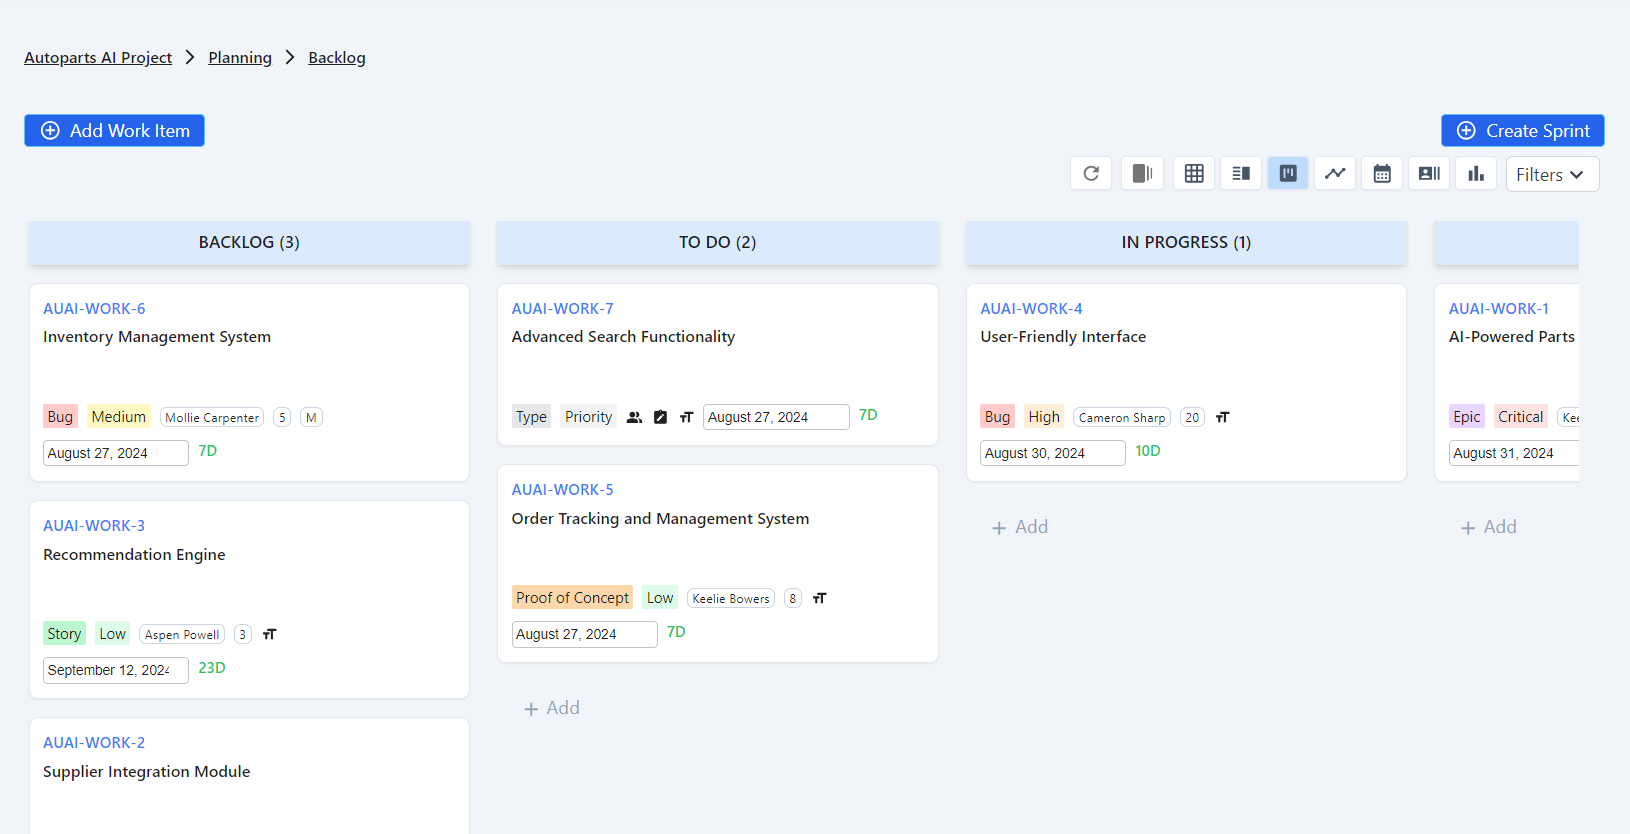 Autoparts AI Project > Planning > Backlog
Add Work Item
Create Sprint
Filters
BACKLOG (3)
AUAI-WORK-6
Inventory Management System
Bug Medium Mollie Carpenter 5 M
August 27, 2024 7D
AUAI-WORK-3
Recommendation Engine
Story Low Aspen Powell 3
September 12, 2024 23D
AUAI-WORK-2
Supplier Integration Module
TO DO (2)
AUAI-WORK-7
Advanced Search Functionality
Type Priority August 27, 2024 7D
AUAI-WORK-5
Order Tracking and Management System
Proof of Concept Low Keelie Bowers 8
August 27, 2024 7D
+ Add
IN PROGRESS (1)
AUAI-WORK-4
User-Friendly Interface
Bug High Cameron Sharp 20
August 30, 2024 10D
+ Add
AUAI-WORK-1
AI-Powered Parts
Epic Critical Kee
August 31, 2024
+ Add